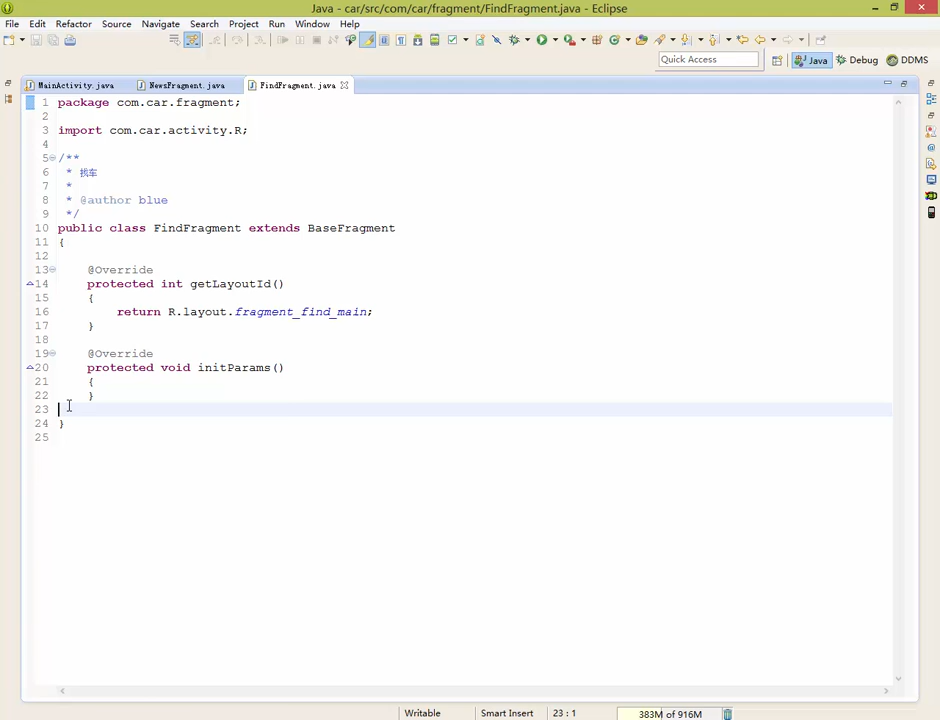 Java - car/src/com/car/fragment/FindFragment.java - Eclipse
File Edit Refactor Source Navigate Search Project Run Window Help
Quick Access Java Debug DDMS
MainActivity.java NewsFragment.java FindFragment.java
1 package com.car.fragment;
2
3 import com.car.activity.R;
4
5 /**
6 * 找车
7 *
8 * @author blue
9 */
10 public class FindFragment extends BaseFragment
11 {
12
13 @Override
14 protected int getLayoutId()
15 {
16 return R.layout.fragment_find_main;
17 }
18
19 @Override
20 protected void initParams()
21 {
22 }
23
24 }
25
Writable Smart Insert 23 : 1 383M of 916M